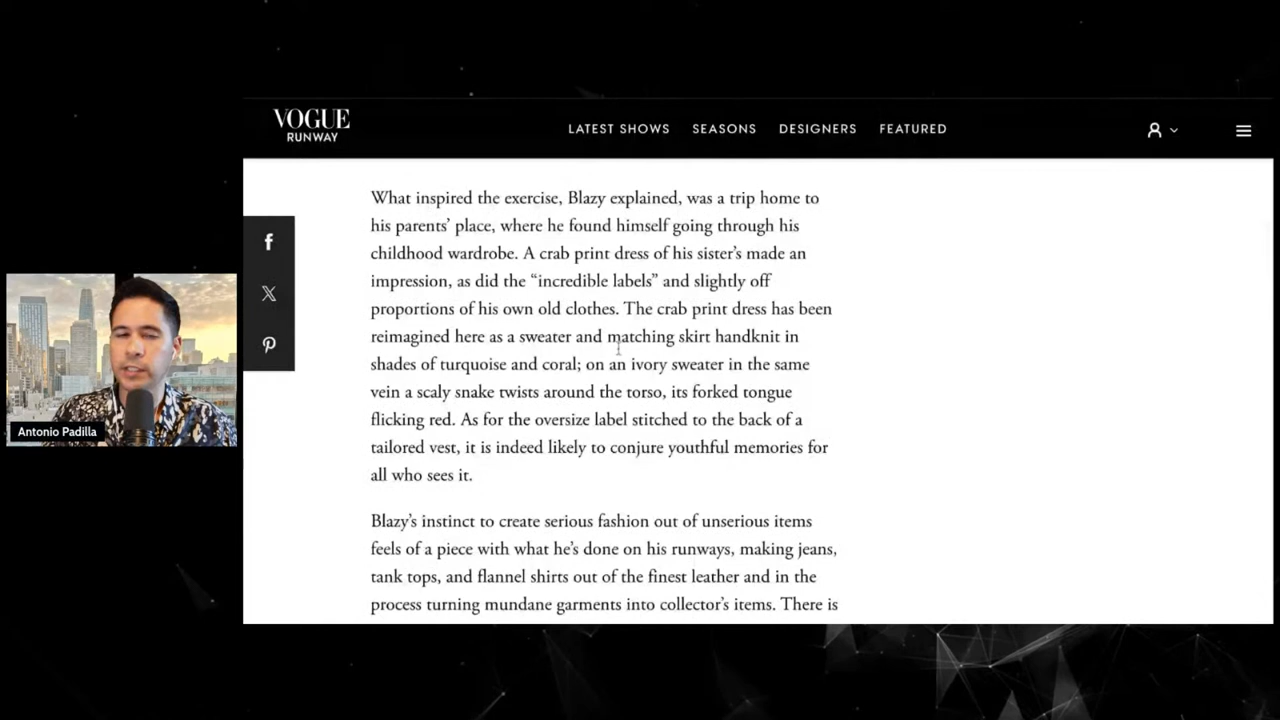 VOGUE
RUNWAY
LATEST SHOWS
SEASONS
DESIGNERS
FEATURED
What inspired the exercise, Blazy explained, was a trip home to
his parents’ place, where he found himself going through his
childhood wardrobe. A crab print dress of his sister’s made an
impression, as did the “incredible labels” and slightly off
proportions of his own old clothes. The crab print dress has been
reimagined here as a sweater and matching skirt handknit in
shades of turquoise and coral; on an ivory sweater in the same
vein a scaly snake twists around the torso, its forked tongue
flicking red. As for the oversize label stitched to the back of a
tailored vest, it is indeed likely to conjure youthful memories for
all who sees it.
Blazy’s instinct to create serious fashion out of unserious items
feels of a piece with what he’s done on his runways, making jeans,
tank tops, and flannel shirts out of the finest leather and in the
process turning mundane garments into collector’s items. There is
Antonio Padilla